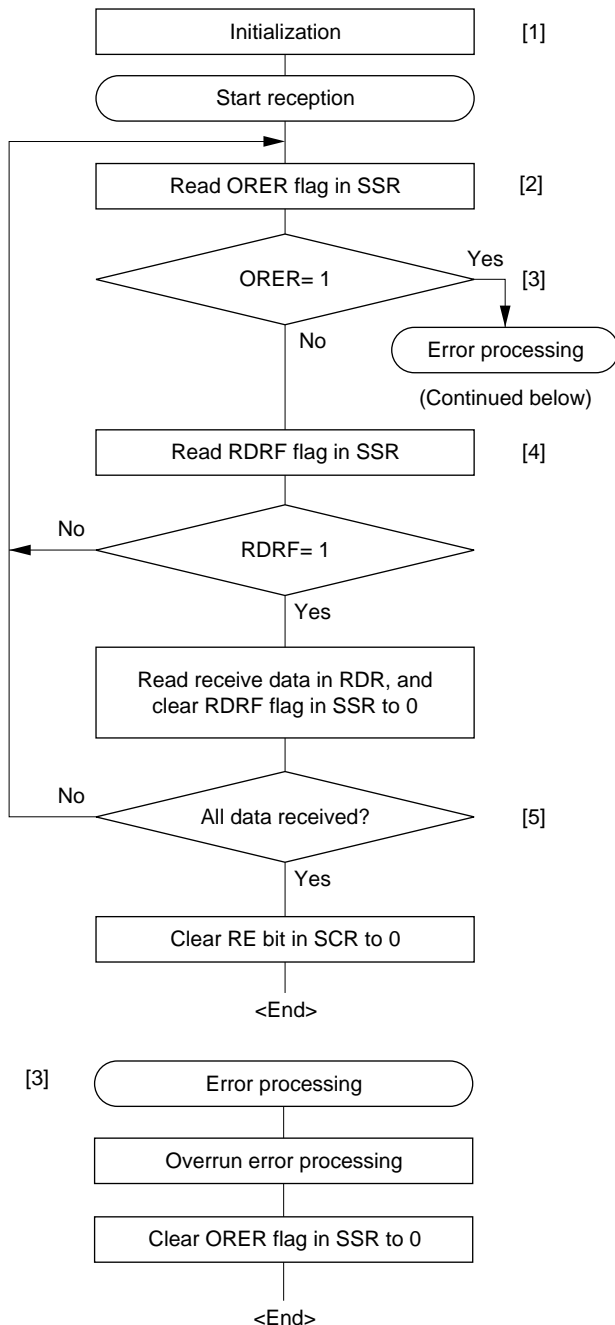 Initialization [1]
Start reception
Read ORER flag in SSR [2]
Yes
ORER= 1 [3]
No
Error processing
(Continued below)
Read RDRF flag in SSR [4]
No
RDRF= 1
Yes
Read receive data in RDR, and
clear RDRF flag in SSR to 0
No
All data received? [5]
Yes
Clear RE bit in SCR to 0
<End>
[3] Error processing
Overrun error processing
Clear ORER flag in SSR to 0
<End>